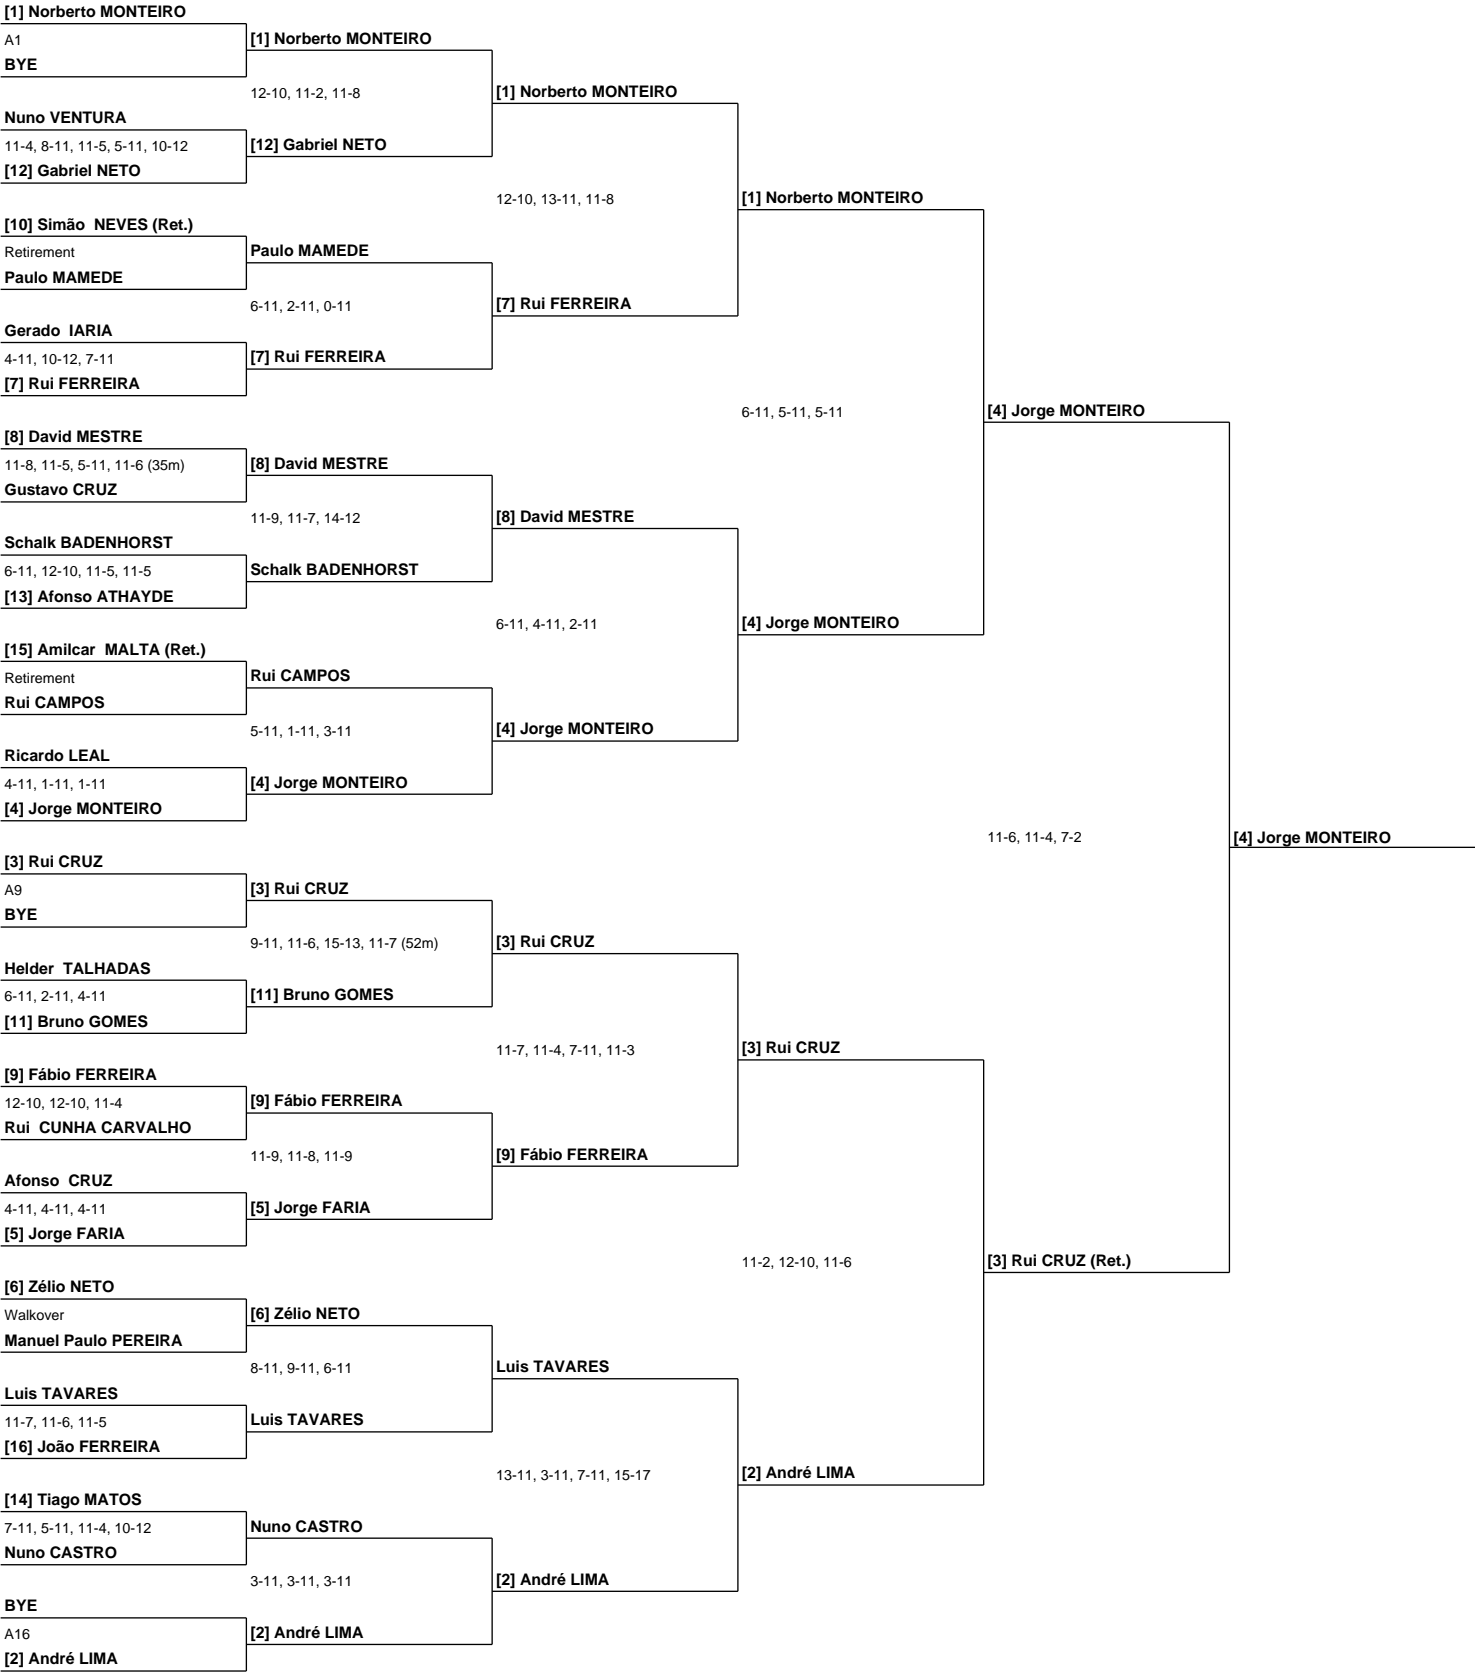 [1] Norberto MONTEIRO
A1
[1] Norberto MONTEIRO
BYE
12-10, 11-2, 11-8
[1] Norberto MONTEIRO
Nuno VENTURA
11-4, 8-11, 11-5, 5-11, 10-12
[12] Gabriel NETO
[12] Gabriel NETO
12-10, 13-11, 11-8
[1] Norberto MONTEIRO
[10] Simão  NEVES (Ret.)
Retirement
Paulo MAMEDE
Paulo MAMEDE
6-11, 2-11, 0-11
[7] Rui FERREIRA
Gerado  IARIA
4-11, 10-12, 7-11
[7] Rui FERREIRA
[7] Rui FERREIRA
6-11, 5-11, 5-11
[4] Jorge MONTEIRO
[8] David MESTRE
11-8, 11-5, 5-11, 11-6 (35m)
[8] David MESTRE
Gustavo CRUZ
11-9, 11-7, 14-12
[8] David MESTRE
Schalk BADENHORST
6-11, 12-10, 11-5, 11-5
Schalk BADENHORST
[13] Afonso ATHAYDE
6-11, 4-11, 2-11
[4] Jorge MONTEIRO
[15] Amilcar  MALTA (Ret.)
Retirement
Rui CAMPOS
Rui CAMPOS
5-11, 1-11, 3-11
[4] Jorge MONTEIRO
Ricardo LEAL
4-11, 1-11, 1-11
[4] Jorge MONTEIRO
[4] Jorge MONTEIRO
11-6, 11-4, 7-2
[4] Jorge MONTEIRO
[3] Rui CRUZ
A9
[3] Rui CRUZ
BYE
9-11, 11-6, 15-13, 11-7 (52m)
[3] Rui CRUZ
Helder  TALHADAS
6-11, 2-11, 4-11
[11] Bruno GOMES
[11] Bruno GOMES
11-7, 11-4, 7-11, 11-3
[3] Rui CRUZ
[9] Fábio FERREIRA
12-10, 12-10, 11-4
[9] Fábio FERREIRA
Rui  CUNHA CARVALHO
11-9, 11-8, 11-9
[9] Fábio FERREIRA
Afonso  CRUZ
4-11, 4-11, 4-11
[5] Jorge FARIA
[5] Jorge FARIA
11-2, 12-10, 11-6
[3] Rui CRUZ (Ret.)
[6] Zélio NETO
Walkover
[6] Zélio NETO
Manuel Paulo PEREIRA
8-11, 9-11, 6-11
Luis TAVARES
Luis TAVARES
11-7, 11-6, 11-5
Luis TAVARES
[16] João FERREIRA
13-11, 3-11, 7-11, 15-17
[2] André LIMA
[14] Tiago MATOS
7-11, 5-11, 11-4, 10-12
Nuno CASTRO
Nuno CASTRO
3-11, 3-11, 3-11
[2] André LIMA
BYE
A16
[2] André LIMA
[2] André LIMA